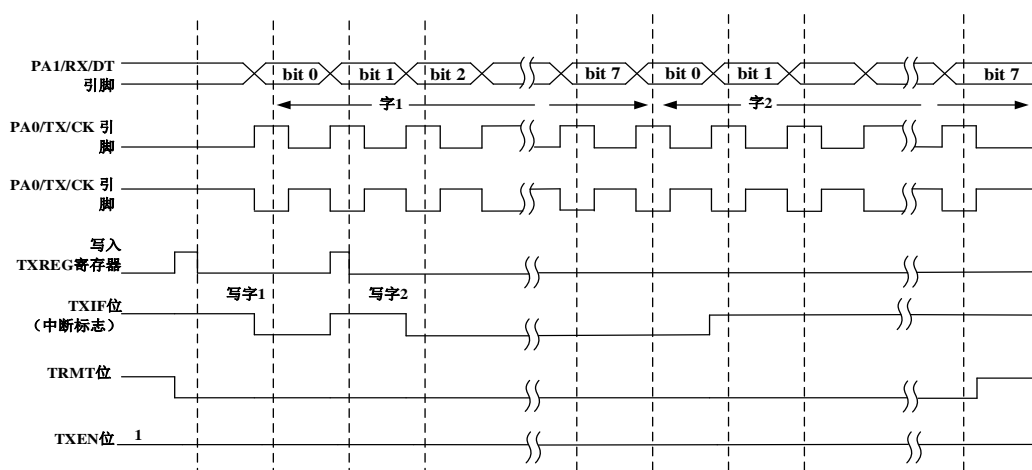 PA1/RX/DT
引脚
bit 0 bit 1 bit 2 bit 7 bit 0 bit 1 bit 7
字1 字2
PA0/TX/CK 引
脚
PA0/TX/CK 引
脚
写入
TXREG寄存器
写字1 写字2
TXIF位
（中断标志）
TRMT位
TXEN位 1